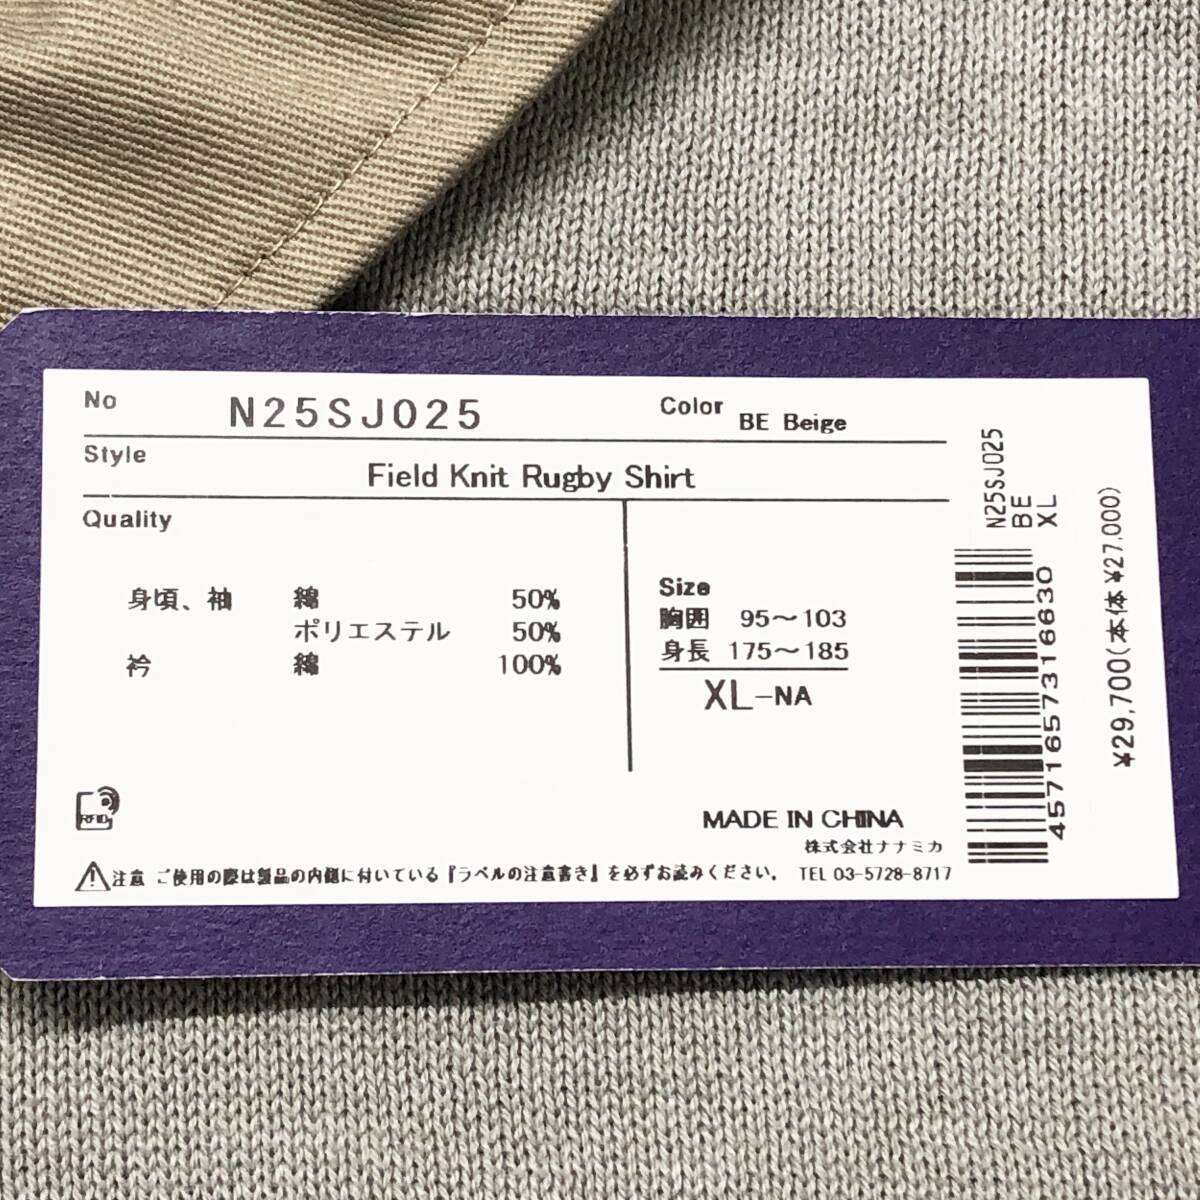 No N25SJ025 Color BE Beige
Style
Field Knit Rugby Shirt
Quality
身頃、袖 綿 50%
ポリエステル 50%
衿 綿 100%
Size
胸囲 95〜103
身長 175〜185
XL-NA
RFID
MADE IN CHINA
株式会社ナナミカ
注意 ご使用の際は製品の内側に付いている『ラベルの注意書き』を必ずお読みください。 TEL 03-5728-8717
N25SJ025
BE
XL
4571657316630
¥29,700(本体¥27,000)